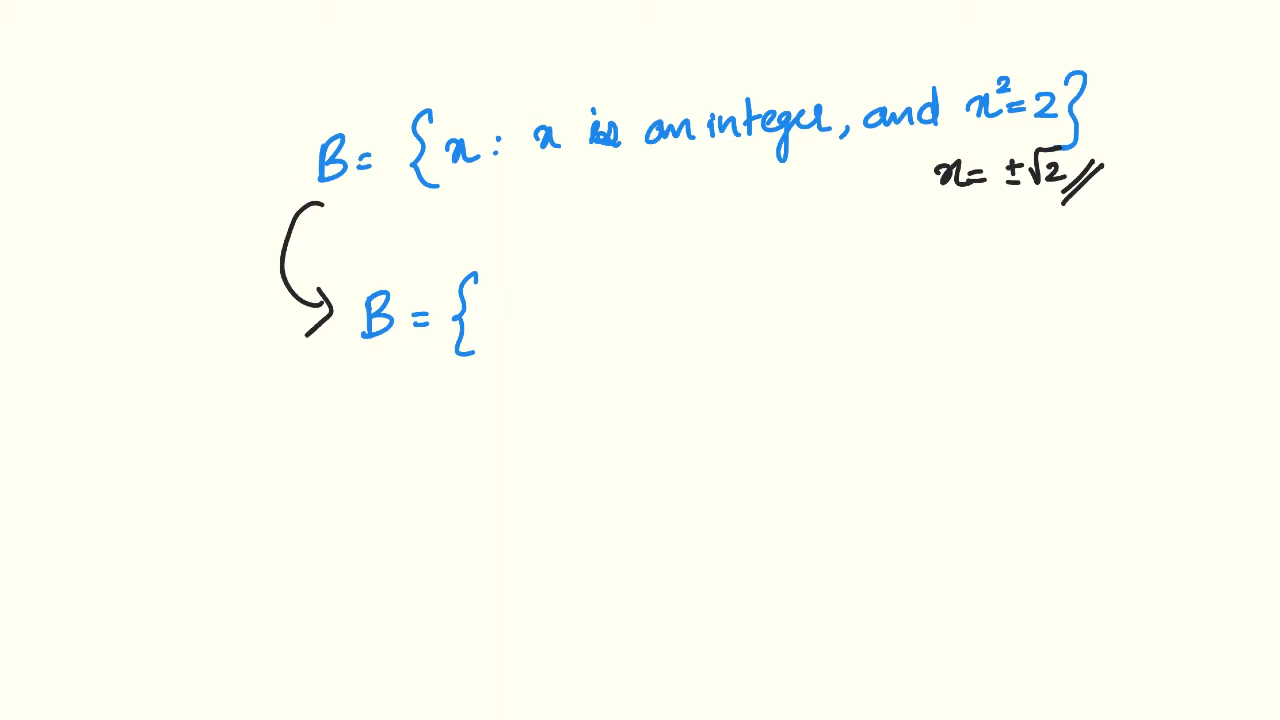 B = { x : x is an integer, and x² = 2 }
x = ±√2 //
B = {